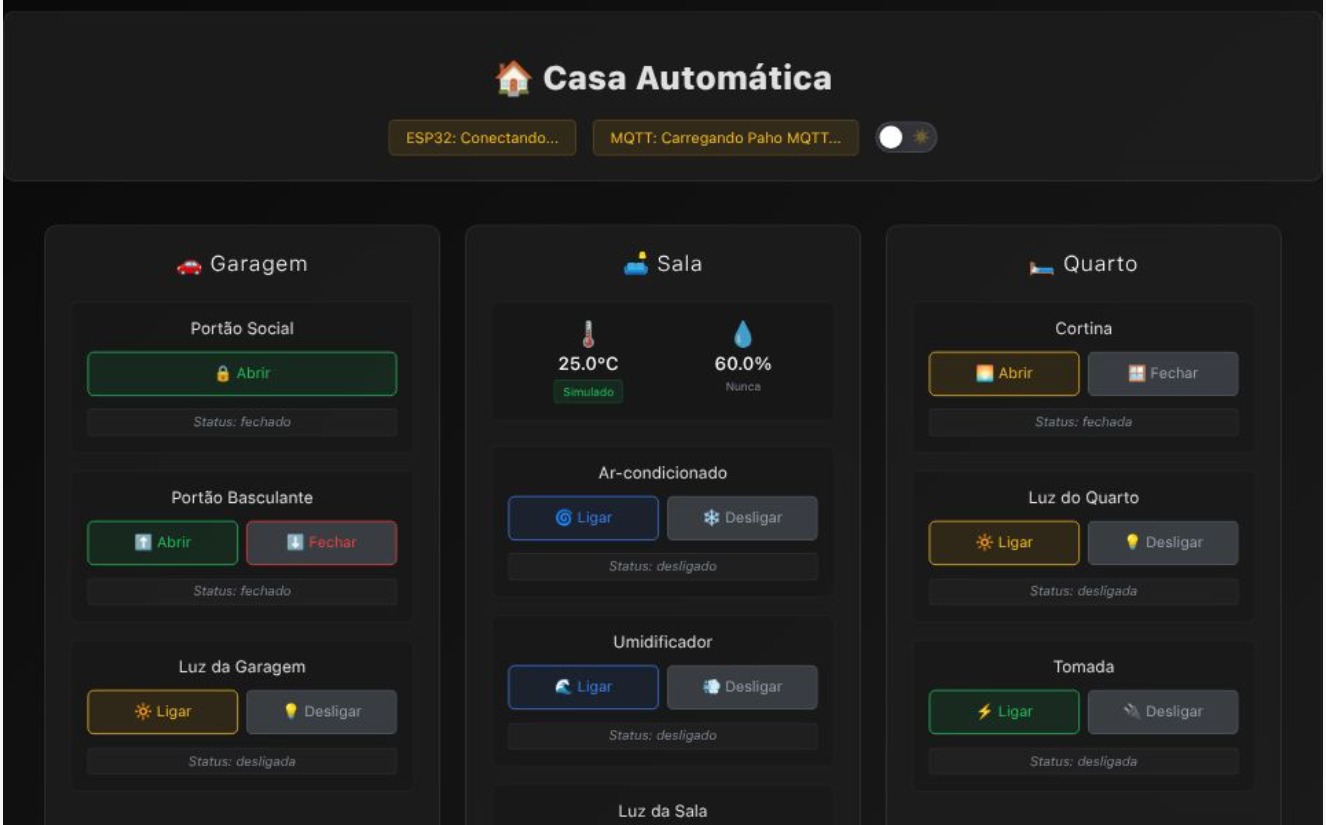 Casa Automática
ESP32: Conectando...
MQTT: Carregando Paho MQTT...
Garagem
Portão Social
Abrir
Status: fechado
Portão Basculante
Abrir Fechar
Status: fechado
Luz da Garagem
Ligar Desligar
Status: desligada
Sala
25.0°C 60.0%
Simulado Nunca
Ar-condicionado
Ligar Desligar
Status: desligado
Umidificador
Ligar Desligar
Status: desligado
Luz da Sala
Quarto
Cortina
Abrir Fechar
Status: fechada
Luz do Quarto
Ligar Desligar
Status: desligada
Tomada
Ligar Desligar
Status: desligada